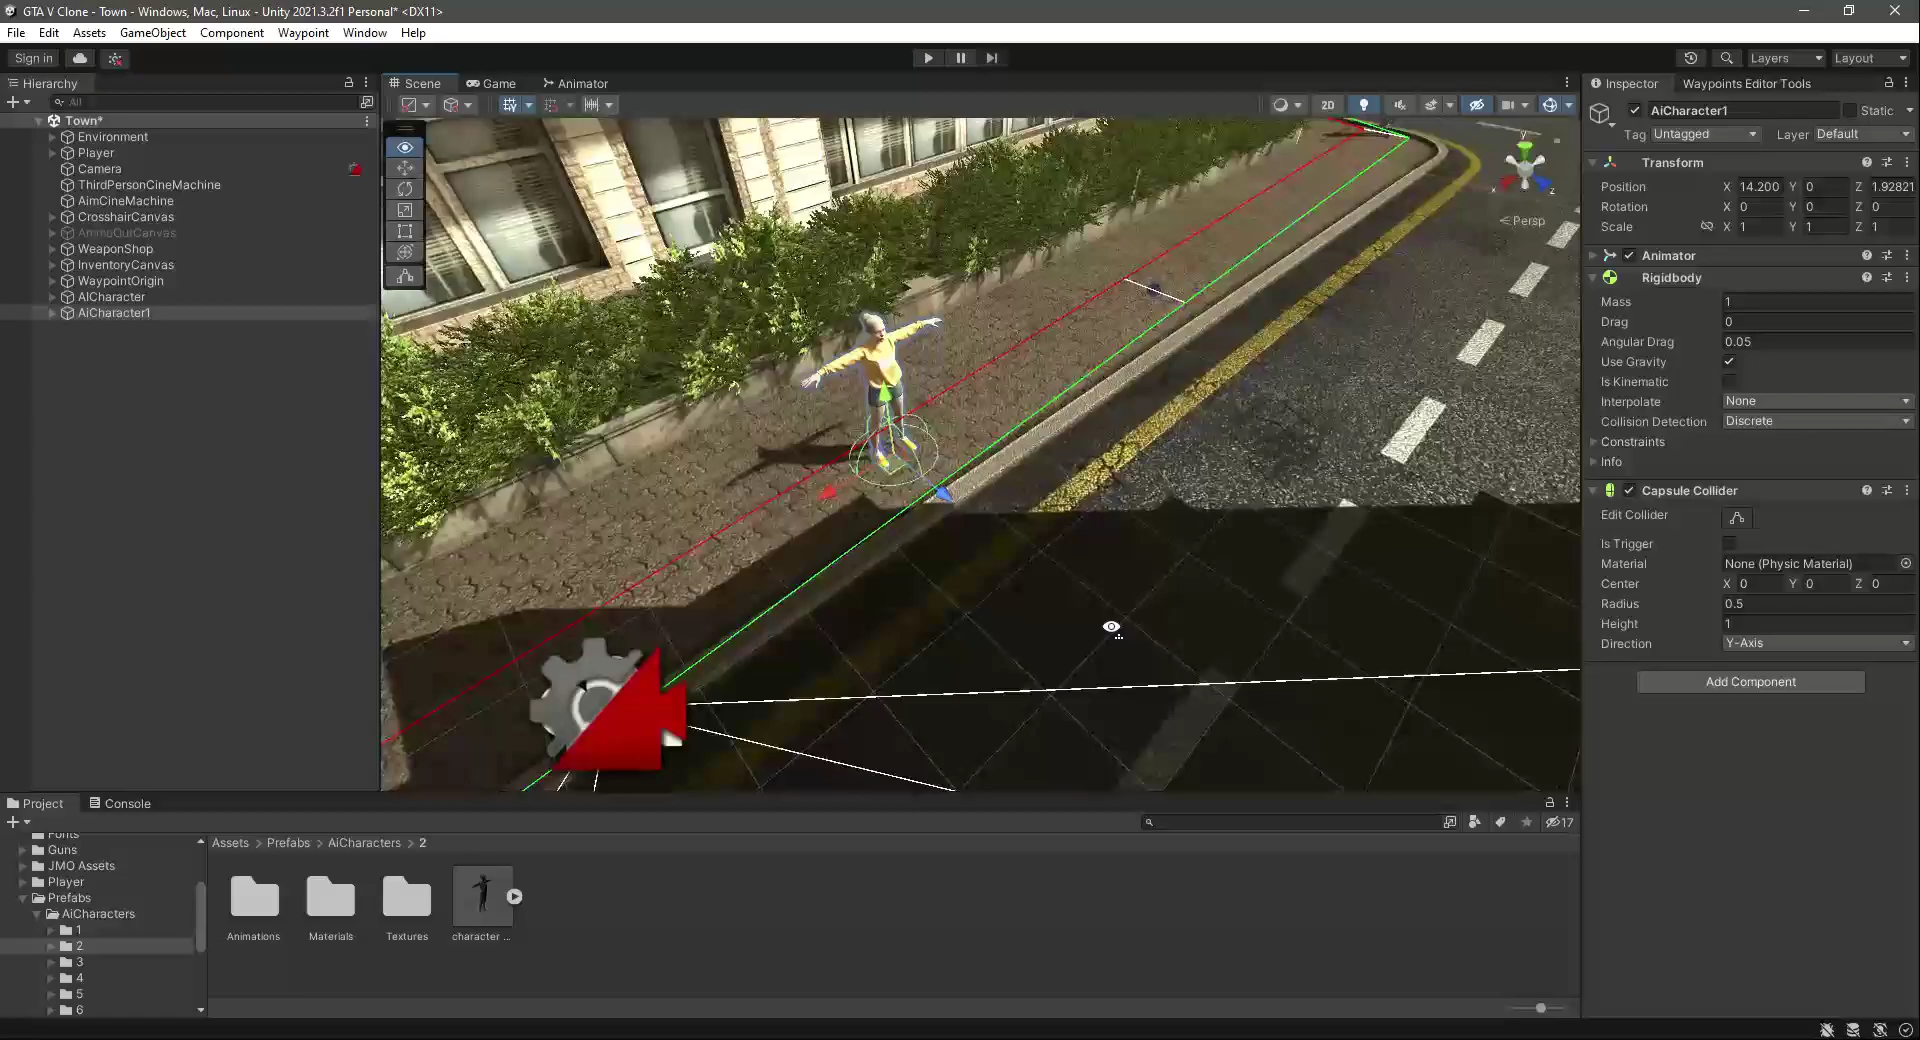 GTA V Clone - Town - Windows, Mac, Linux - Unity 2021.3.2f1 Personal* <DX11>
File Edit Assets GameObject Component Waypoint Window Help
Sign in
Layers Layout
Hierarchy
All
Town*
Environment
Player
Camera
ThirdPersonCineMachine
AimCineMachine
CrosshairCanvas
AmmoOutCanvas
WeaponShop
InventoryCanvas
WaypointOrigin
AICharacter
AiCharacter1
Scene Game Animator
2D
y
x z
Persp
Inspector Waypoints Editor Tools
AiCharacter1 Static
Tag Untagged Layer Default
Transform
Position X 14.200 Y 0 Z 1.92821
Rotation X 0 Y 0 Z 0
Scale X 1 Y 1 Z 1
Animator
Rigidbody
Mass 1
Drag 0
Angular Drag 0.05
Use Gravity
Is Kinematic
Interpolate None
Collision Detection Discrete
Constraints
Info
Capsule Collider
Edit Collider
Is Trigger
Material None (Physic Material)
Center X 0 Y 0 Z 0
Radius 0.5
Height 1
Direction Y-Axis
Add Component
Project Console
17
Fonts
Guns
JMO Assets
Player
Prefabs
AiCharacters
1
2
3
4
5
6
Assets > Prefabs > AiCharacters > 2
Animations Materials Textures character ...